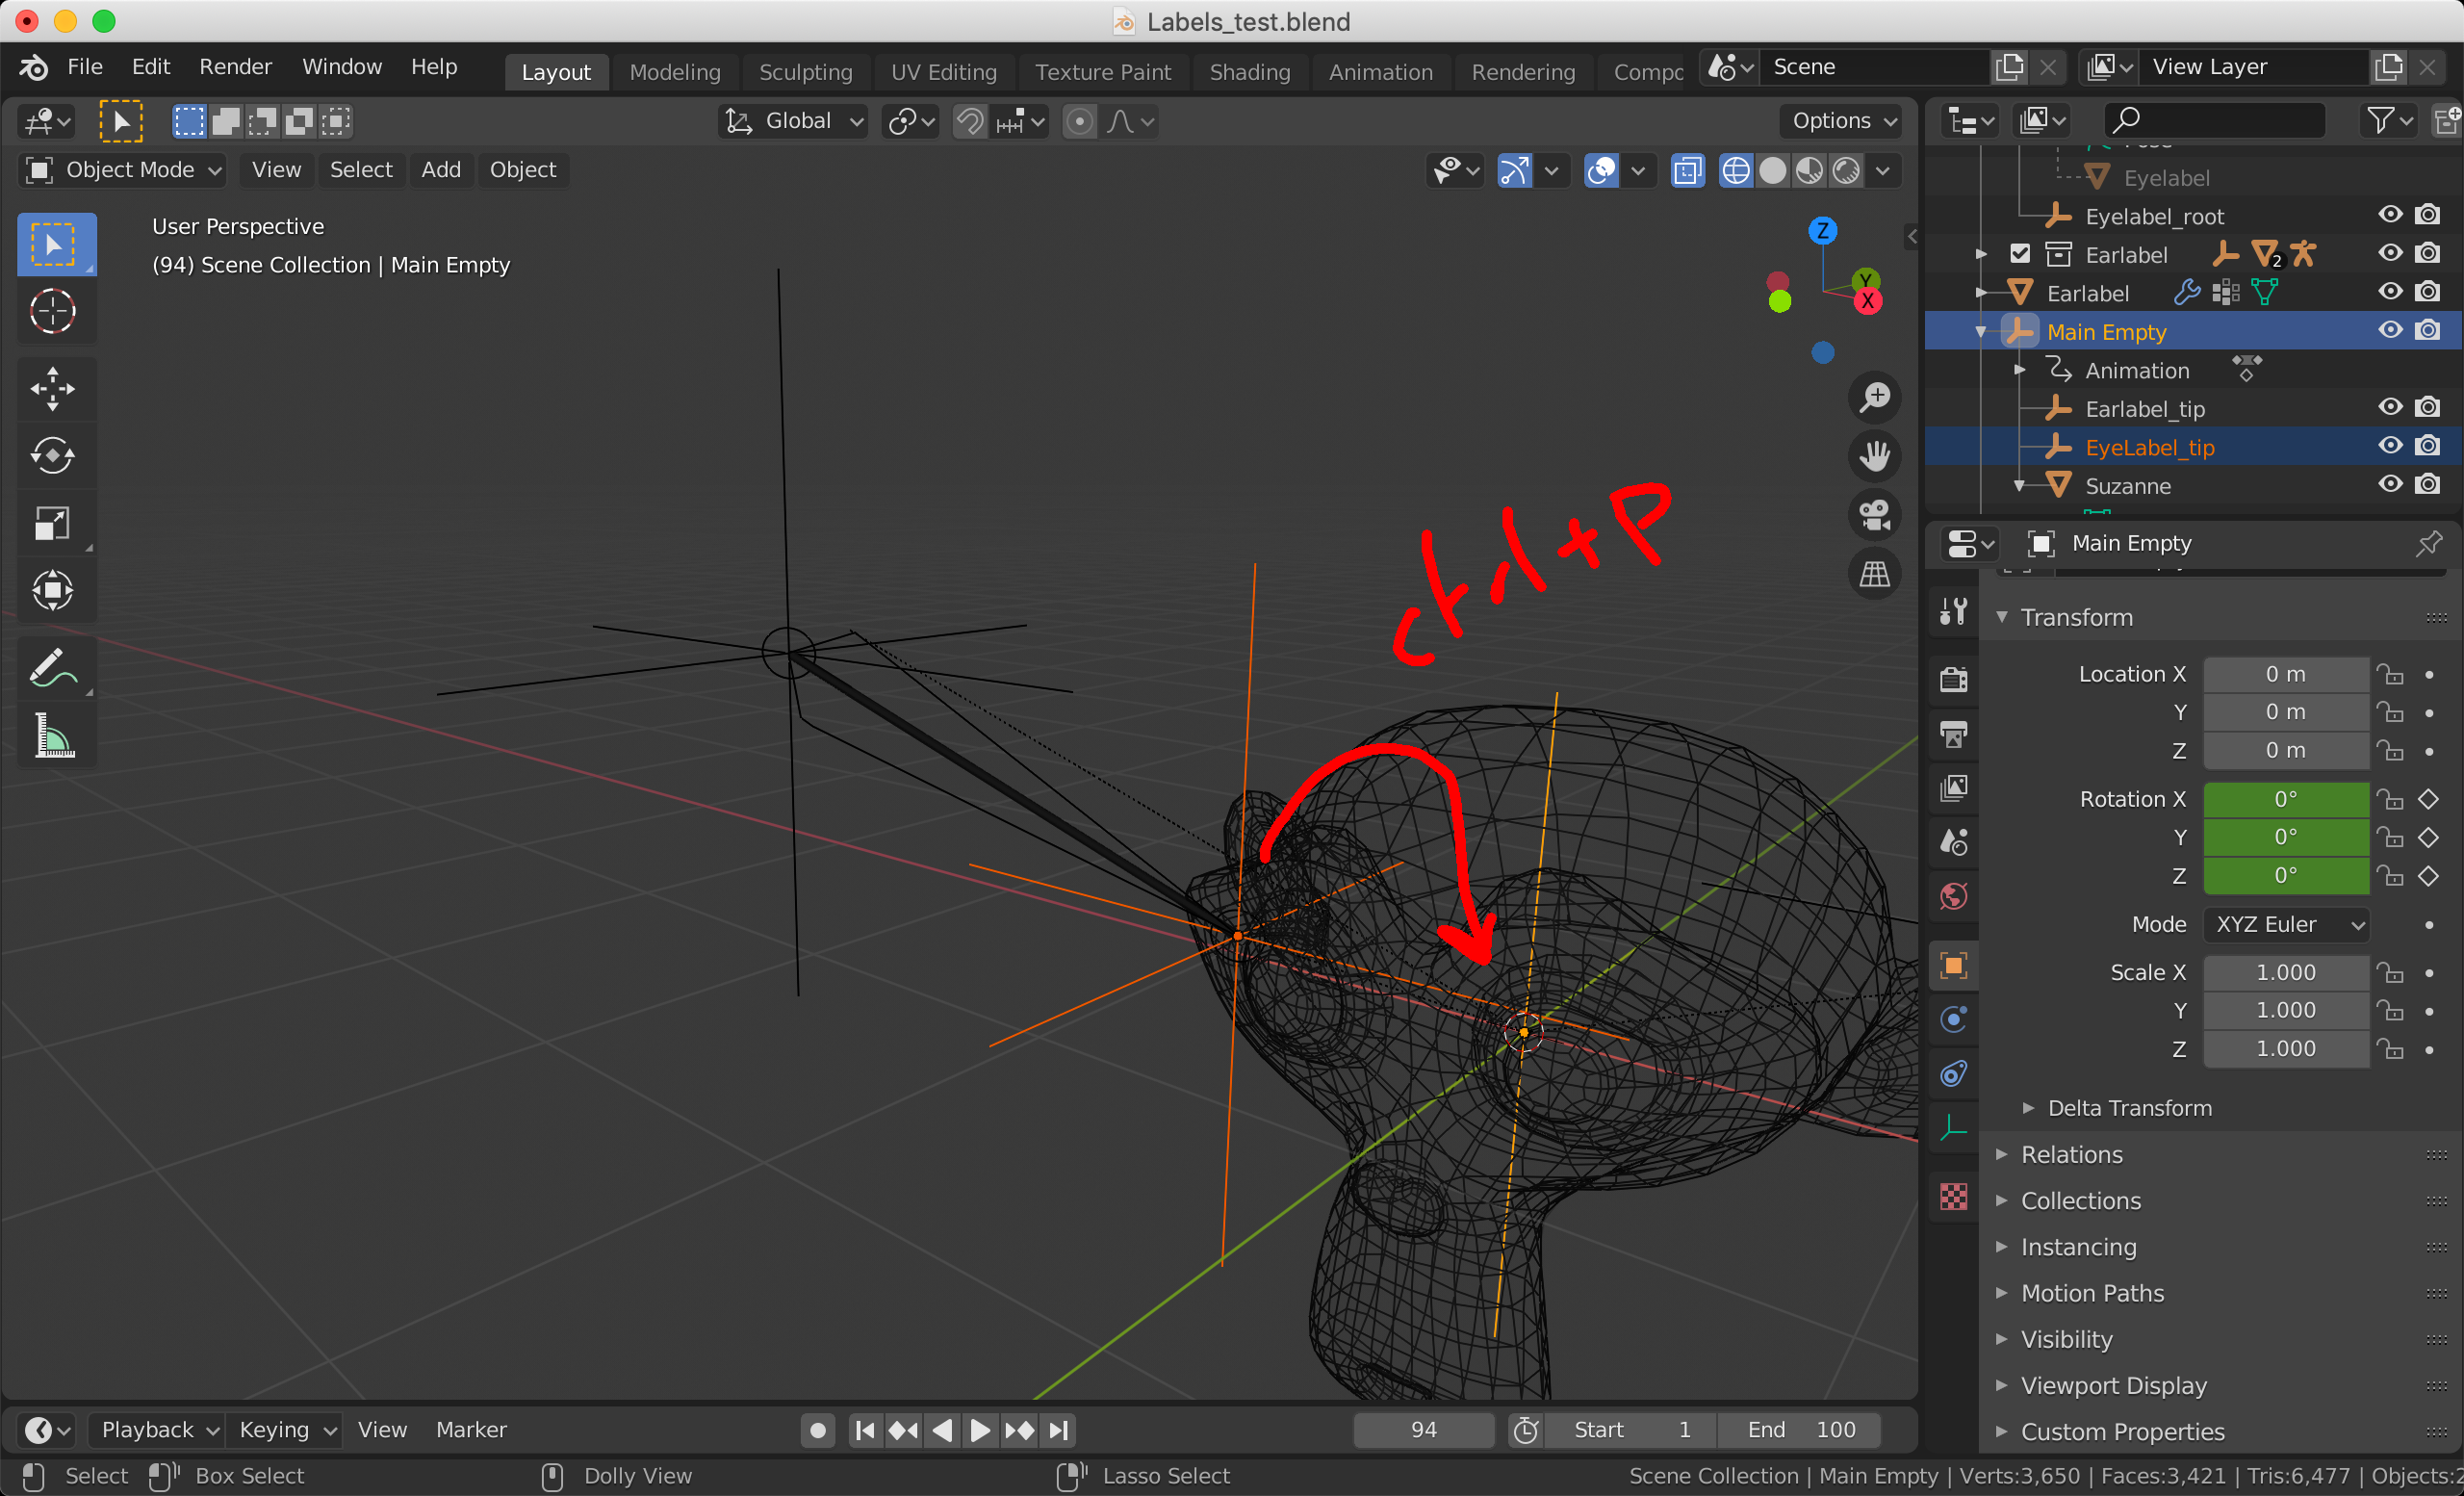 Labels_test.blend
File Edit Render Window Help Layout Modeling Sculpting UV Editing Texture Paint Shading Animation Rendering Compo Scene View Layer
Global Options
Object Mode View Select Add Object
User Perspective
(94) Scene Collection | Main Empty
Z
Y
X
ctrl+P
Eyelabel
Eyelabel_root
Earlabel 2
Earlabel
Main Empty
Animation
Earlabel_tip
EyeLabel_tip
Suzanne
Main Empty
Transform
Location X 0 m
Y 0 m
Z 0 m
Rotation X 0°
Y 0°
Z 0°
Mode XYZ Euler
Scale X 1.000
Y 1.000
Z 1.000
Delta Transform
Relations
Collections
Instancing
Motion Paths
Visibility
Viewport Display
Custom Properties
Playback Keying View Marker 94 Start 1 End 100
Select Box Select Dolly View Lasso Select Scene Collection | Main Empty | Verts:3,650 | Faces:3,421 | Tris:6,477 | Objects:2